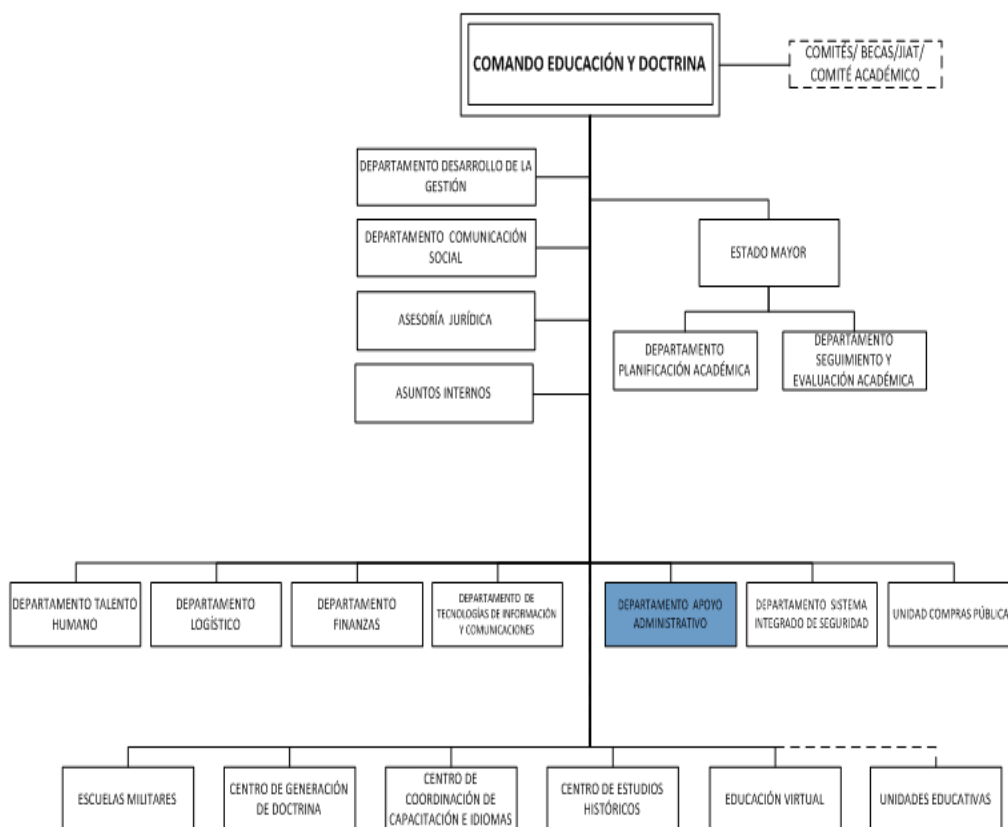 COMANDO EDUCACIÓN Y DOCTRINA
COMITÉS/ BECAS/JIAT/
COMITÉ ACADÉMICO
DEPARTAMENTO DESARROLLO DE LA
GESTIÓN
DEPARTAMENTO COMUNICACIÓN
SOCIAL
ESTADO MAYOR
ASESORÍA JURÍDICA
DEPARTAMENTO
PLANIFICACIÓN ACADÉMICA
DEPARTAMENTO
SEGUIMIENTO Y
EVALUACIÓN ACADÉMICA
ASUNTOS INTERNOS
DEPARTAMENTO TALENTO
HUMANO
DEPARTAMENTO
LOGÍSTICO
DEPARTAMENTO
FINANZAS
DEPARTAMENTO DE
TECNOLOGÍAS DE INFORMACIÓN
Y COMUNICACIONES
DEPARTAMENTO APOYO
ADMINISTRATIVO
DEPARTAMENTO SISTEMA
INTEGRADO DE SEGURIDAD
UNIDAD COMPRAS PÚBLICA
ESCUELAS MILITARES
CENTRO DE GENERACIÓN
DE DOCTRINA
CENTRO DE
COORDINACIÓN DE
CAPACITACIÓN E IDIOMAS
CENTRO DE ESTUDIOS
HISTÓRICOS
EDUCACIÓN VIRTUAL
UNIDADES EDUCATIVAS